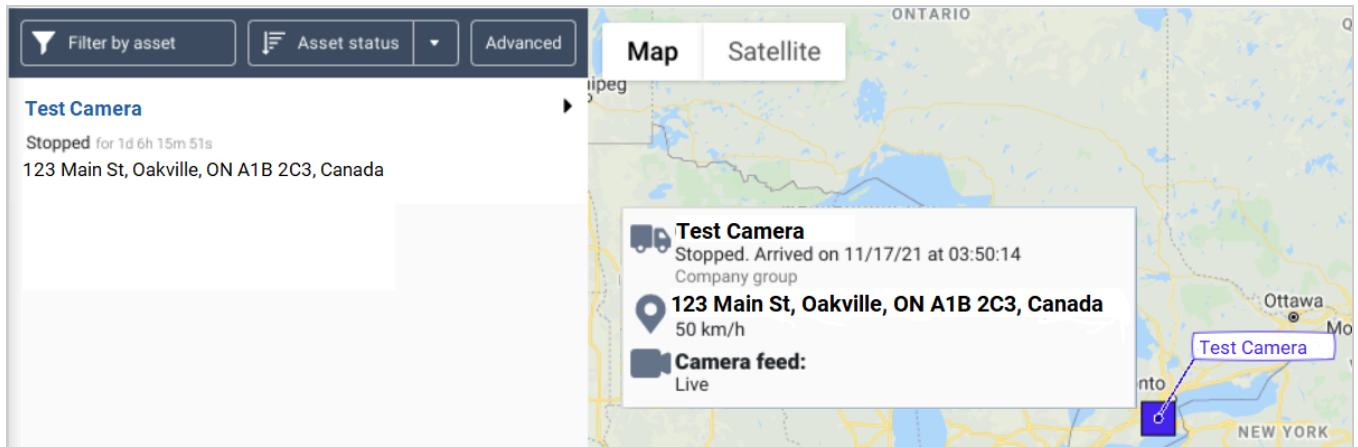 Filter by asset
Asset status
Advanced
Test Camera
Stopped for 1d 6h 15m 51s
123 Main St, Oakville, ON A1B 2C3, Canada
Map
Satellite
ONTARIO
ipeg
Test Camera
Stopped. Arrived on 11/17/21 at 03:50:14
Company group
123 Main St, Oakville, ON A1B 2C3, Canada
50 km/h
Camera feed:
Live
Ottawa
Mo
Test Camera
nto
NEW YORK